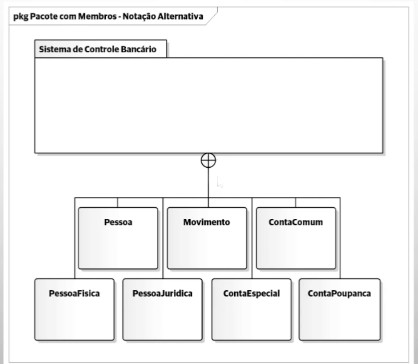 pkg Pacote com Membros - Notação Alternativa
Sistema de Controle Bancário
Pessoa
Movimento
ContaComum
PessoaFisica
PessoaJuridica
ContaEspecial
ContaPoupanca